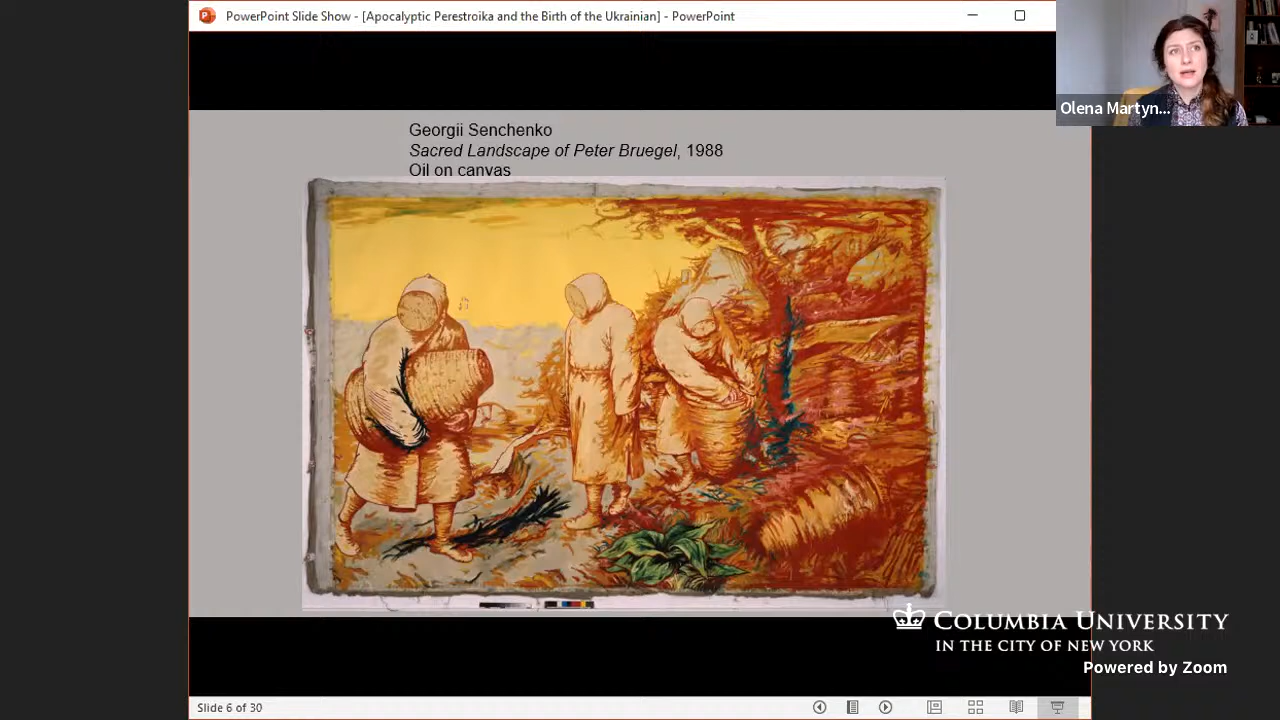 PowerPoint Slide Show - [Apocalyptic Perestroika and the Birth of the Ukrainian] - PowerPoint
Olena Martyn...
Georgii Senchenko
Sacred Landscape of Peter Bruegel, 1988
Oil on canvas
COLUMBIA UNIVERSITY
IN THE CITY OF NEW YORK
Powered by Zoom
Slide 6 of 30